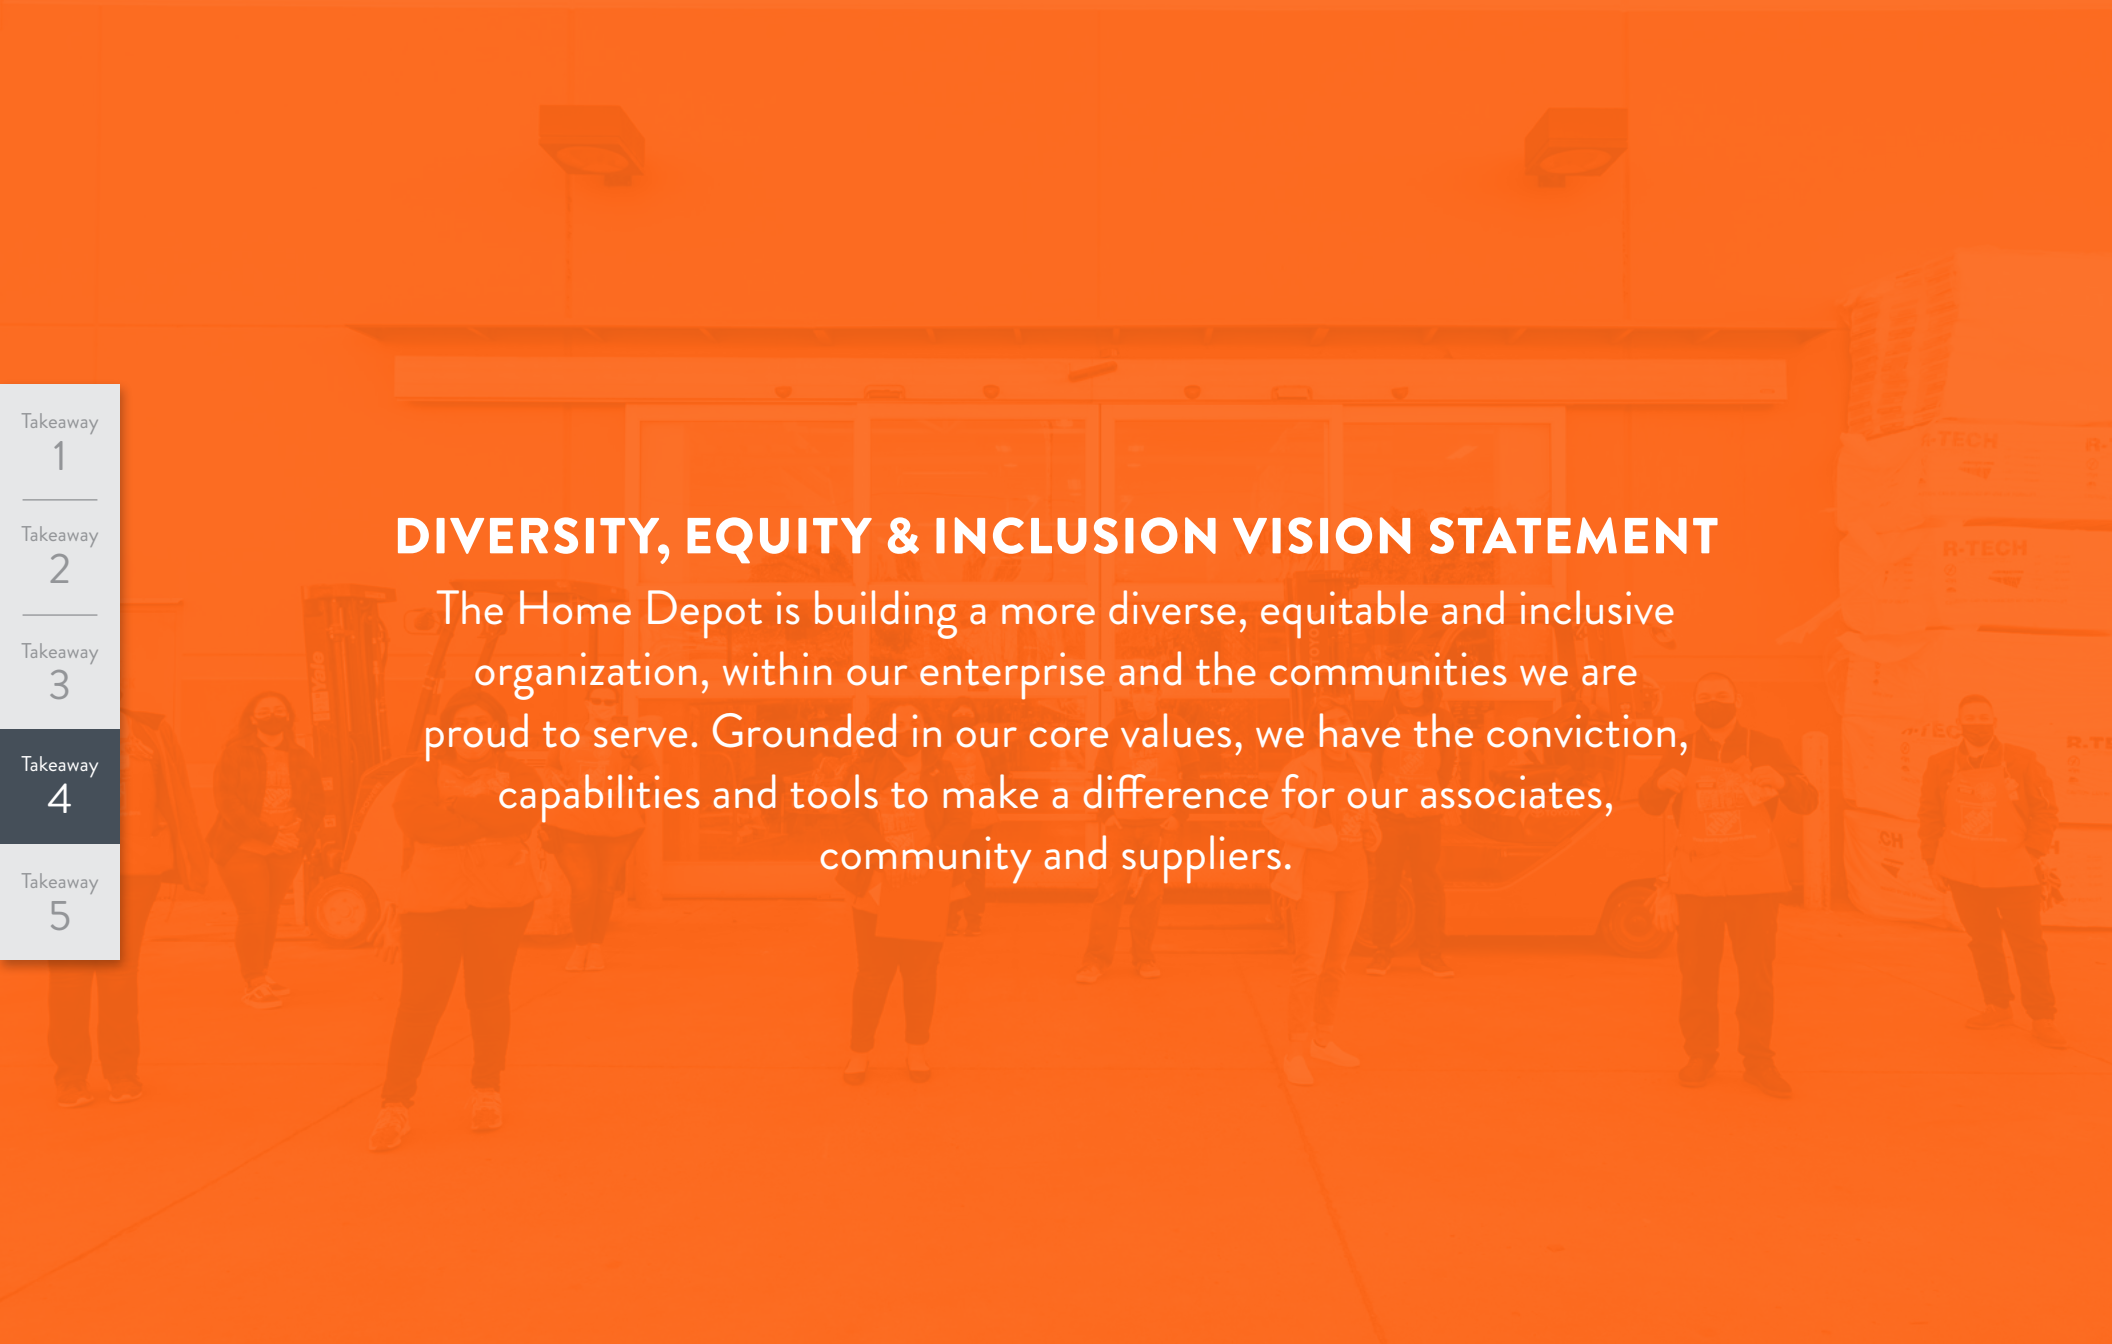 Takeaway
1
Takeaway
2
Takeaway
3
Takeaway
4
Takeaway
5
DIVERSITY, EQUITY & INCLUSION VISION STATEMENT
The Home Depot is building a more diverse, equitable and inclusive
organization, within our enterprise and the communities we are
proud to serve. Grounded in our core values, we have the conviction,
capabilities and tools to make a difference for our associates,
community and suppliers.
R-TECH
R-TECH
Yale